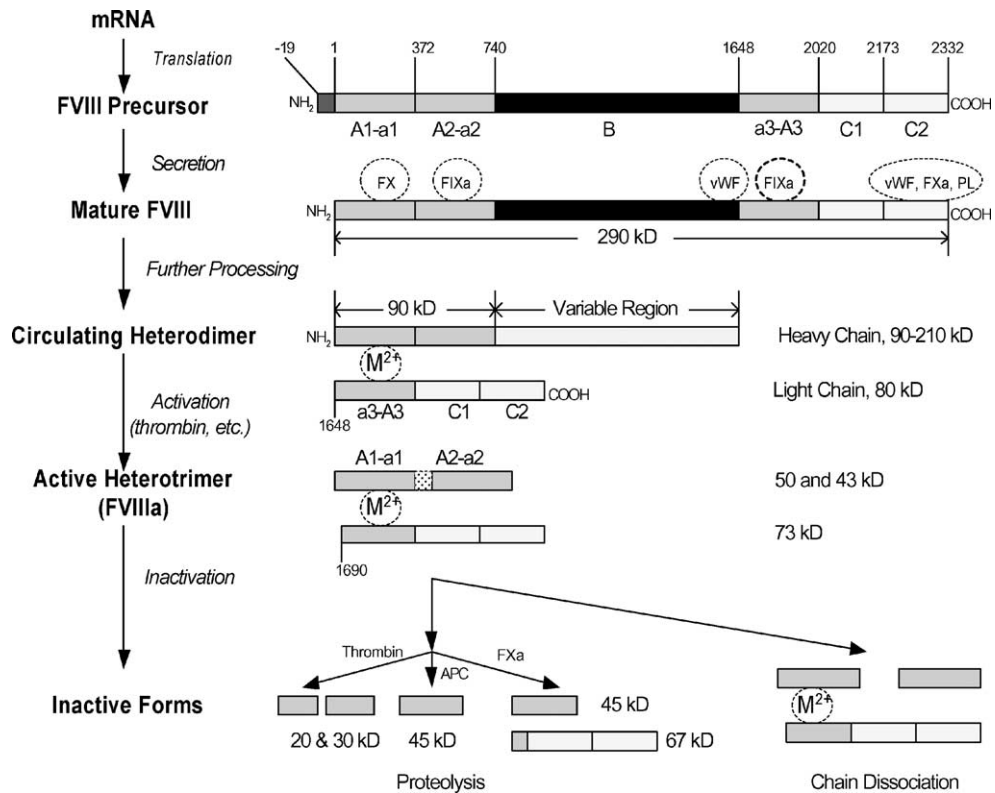 mRNA
-19 1 372 740 1648 2020 2173 2332
Translation
FVIII Precursor
NH2 COOH
A1-a1 A2-a2 B a3-A3 C1 C2
Secretion
FX FIXa vWF FIXa vWF, FXa, PL
Mature FVIII
NH2 COOH
290 kD
Further Processing
90 kD Variable Region
Circulating Heterodimer
NH2 Heavy Chain, 90-210 kD
M2+
COOH Light Chain, 80 kD
Activation
(thrombin, etc.)
a3-A3 C1 C2
1648
A1-a1 A2-a2
Active Heterotrimer
(FVIIIa)
50 and 43 kD
M2+
73 kD
1690
Inactivation
Thrombin APC FXa
Inactive Forms
45 kD
M2+
20 & 30 kD 45 kD 67 kD
Proteolysis Chain Dissociation